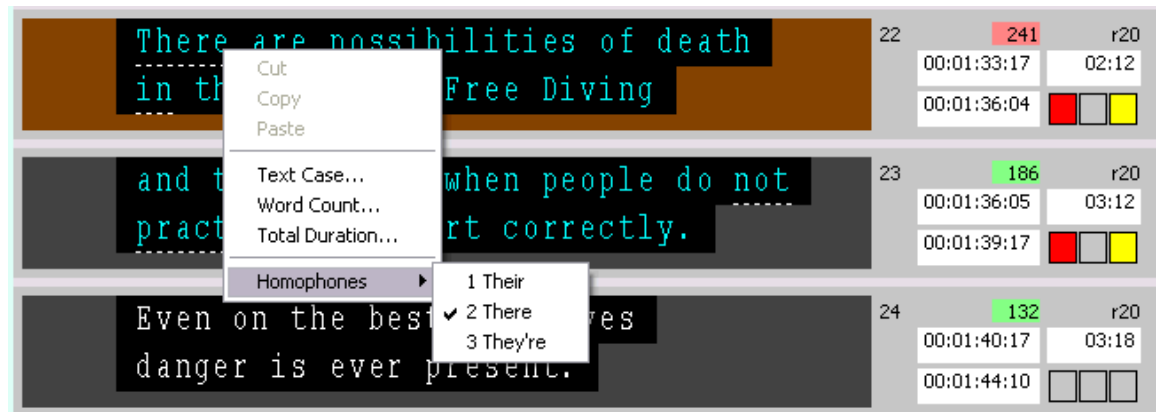 There are possibilities of death
in th Free Diving
22 241 r20
00:01:33:17 02:12
00:01:36:04
Cut
Copy
Paste
Text Case...
Word Count...
Total Duration...
Homophones
1 Their
2 There
3 They're
and when people do not
correctly.
23 186 r20
00:01:36:05 03:12
00:01:39:17
Even on the
danger is ever present.
24 132 r20
00:01:40:17 03:18
00:01:44:10